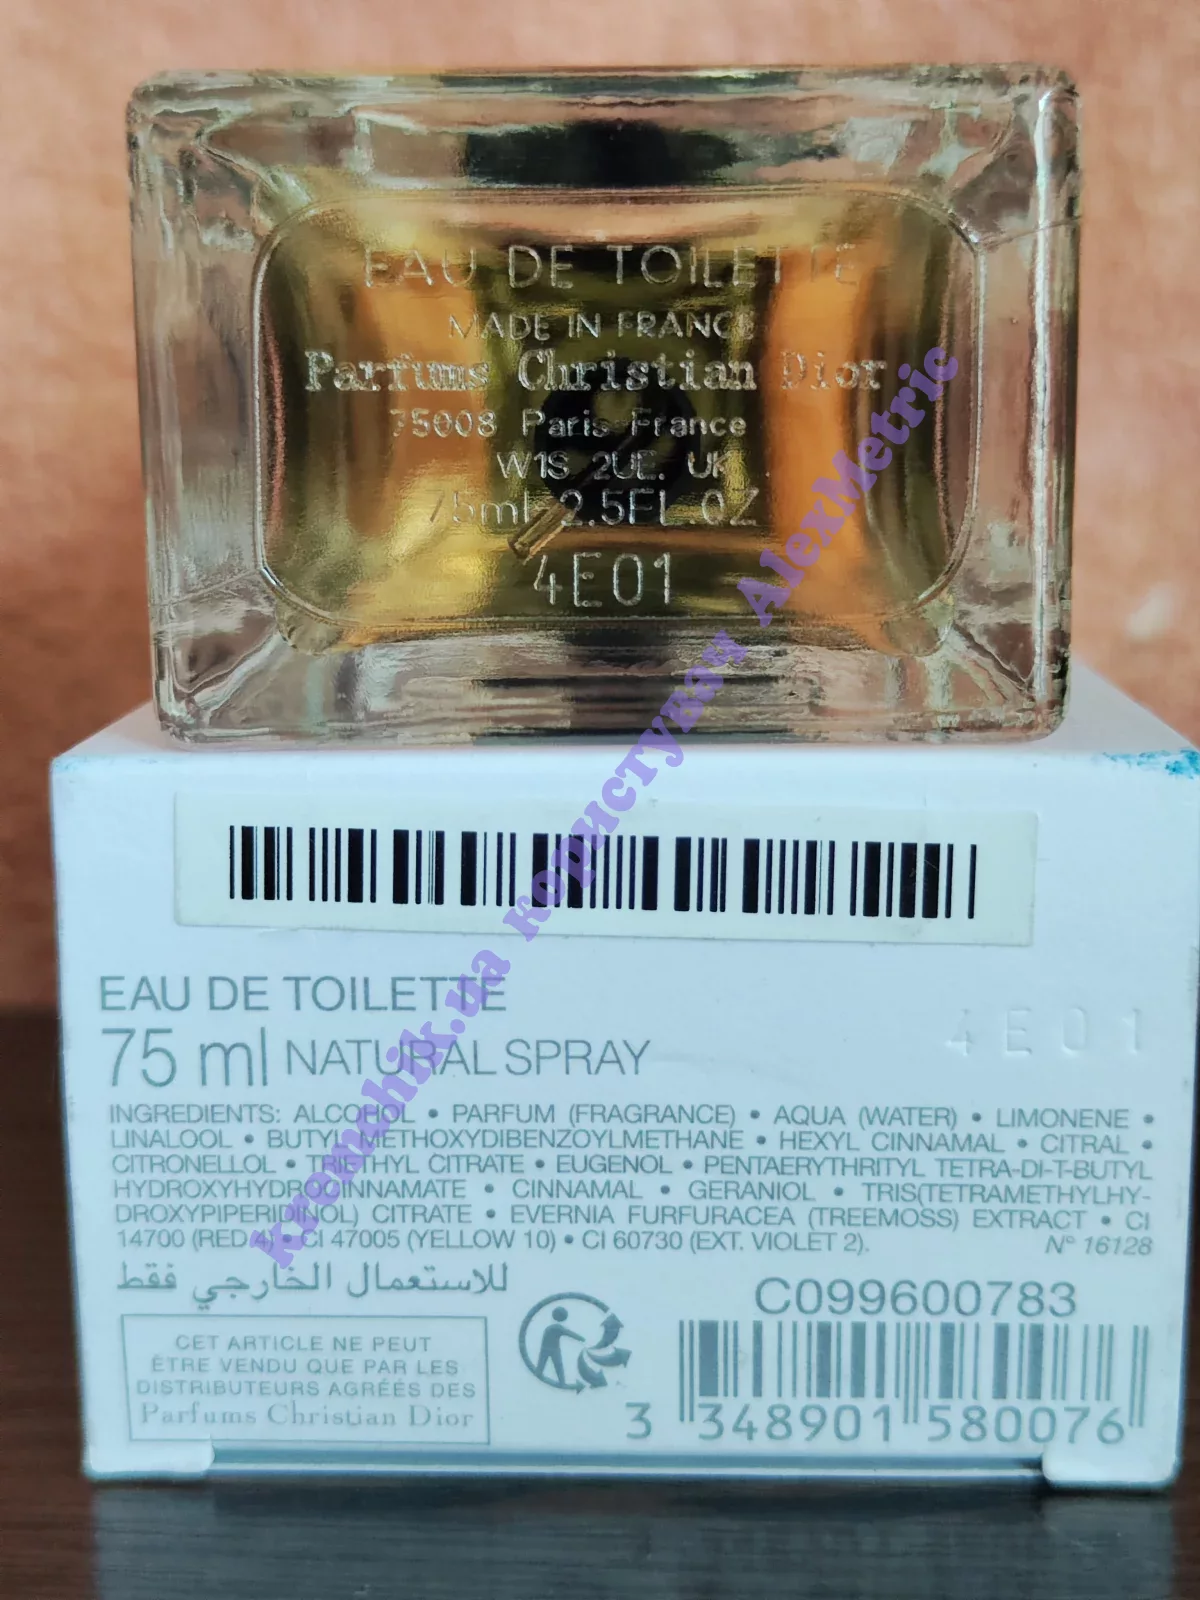 EAU DE TOILETTE
MADE IN FRANCE
Parfums Christian Dior
75008 Paris France
W1S 2UE. UK
75ml 2.5FL.OZ
4E01
EAU DE TOILETTE
75 ml NATURAL SPRAY
4E01
INGREDIENTS: ALCOHOL • PARFUM (FRAGRANCE) • AQUA (WATER) • LIMONENE •
LINALOOL • BUTYL METHOXYDIBENZOYLMETHANE • HEXYL CINNAMAL • CITRAL •
CITRONELLOL • TRIETHYL CITRATE • EUGENOL • PENTAERYTHRITYL TETRA-DI-T-BUTYL
HYDROXYHYDROCINNAMATE • CINNAMAL • GERANIOL • TRIS(TETRAMETHYLHY-
DROXYPIPERIDINOL) CITRATE • EVERNIA FURFURACEA (TREEMOSS) EXTRACT • CI
14700 (RED 4) • CI 47005 (YELLOW 10) • CI 60730 (EXT. VIOLET 2). N° 16128
للاستعمال الخارجي فقط
CET ARTICLE NE PEUT
ÊTRE VENDU QUE PAR LES
DISTRIBUTEURS AGRÉÉS DES
Parfums Christian Dior
C099600783
3 348901 580076
kremchik.ua користувач AlexMetric